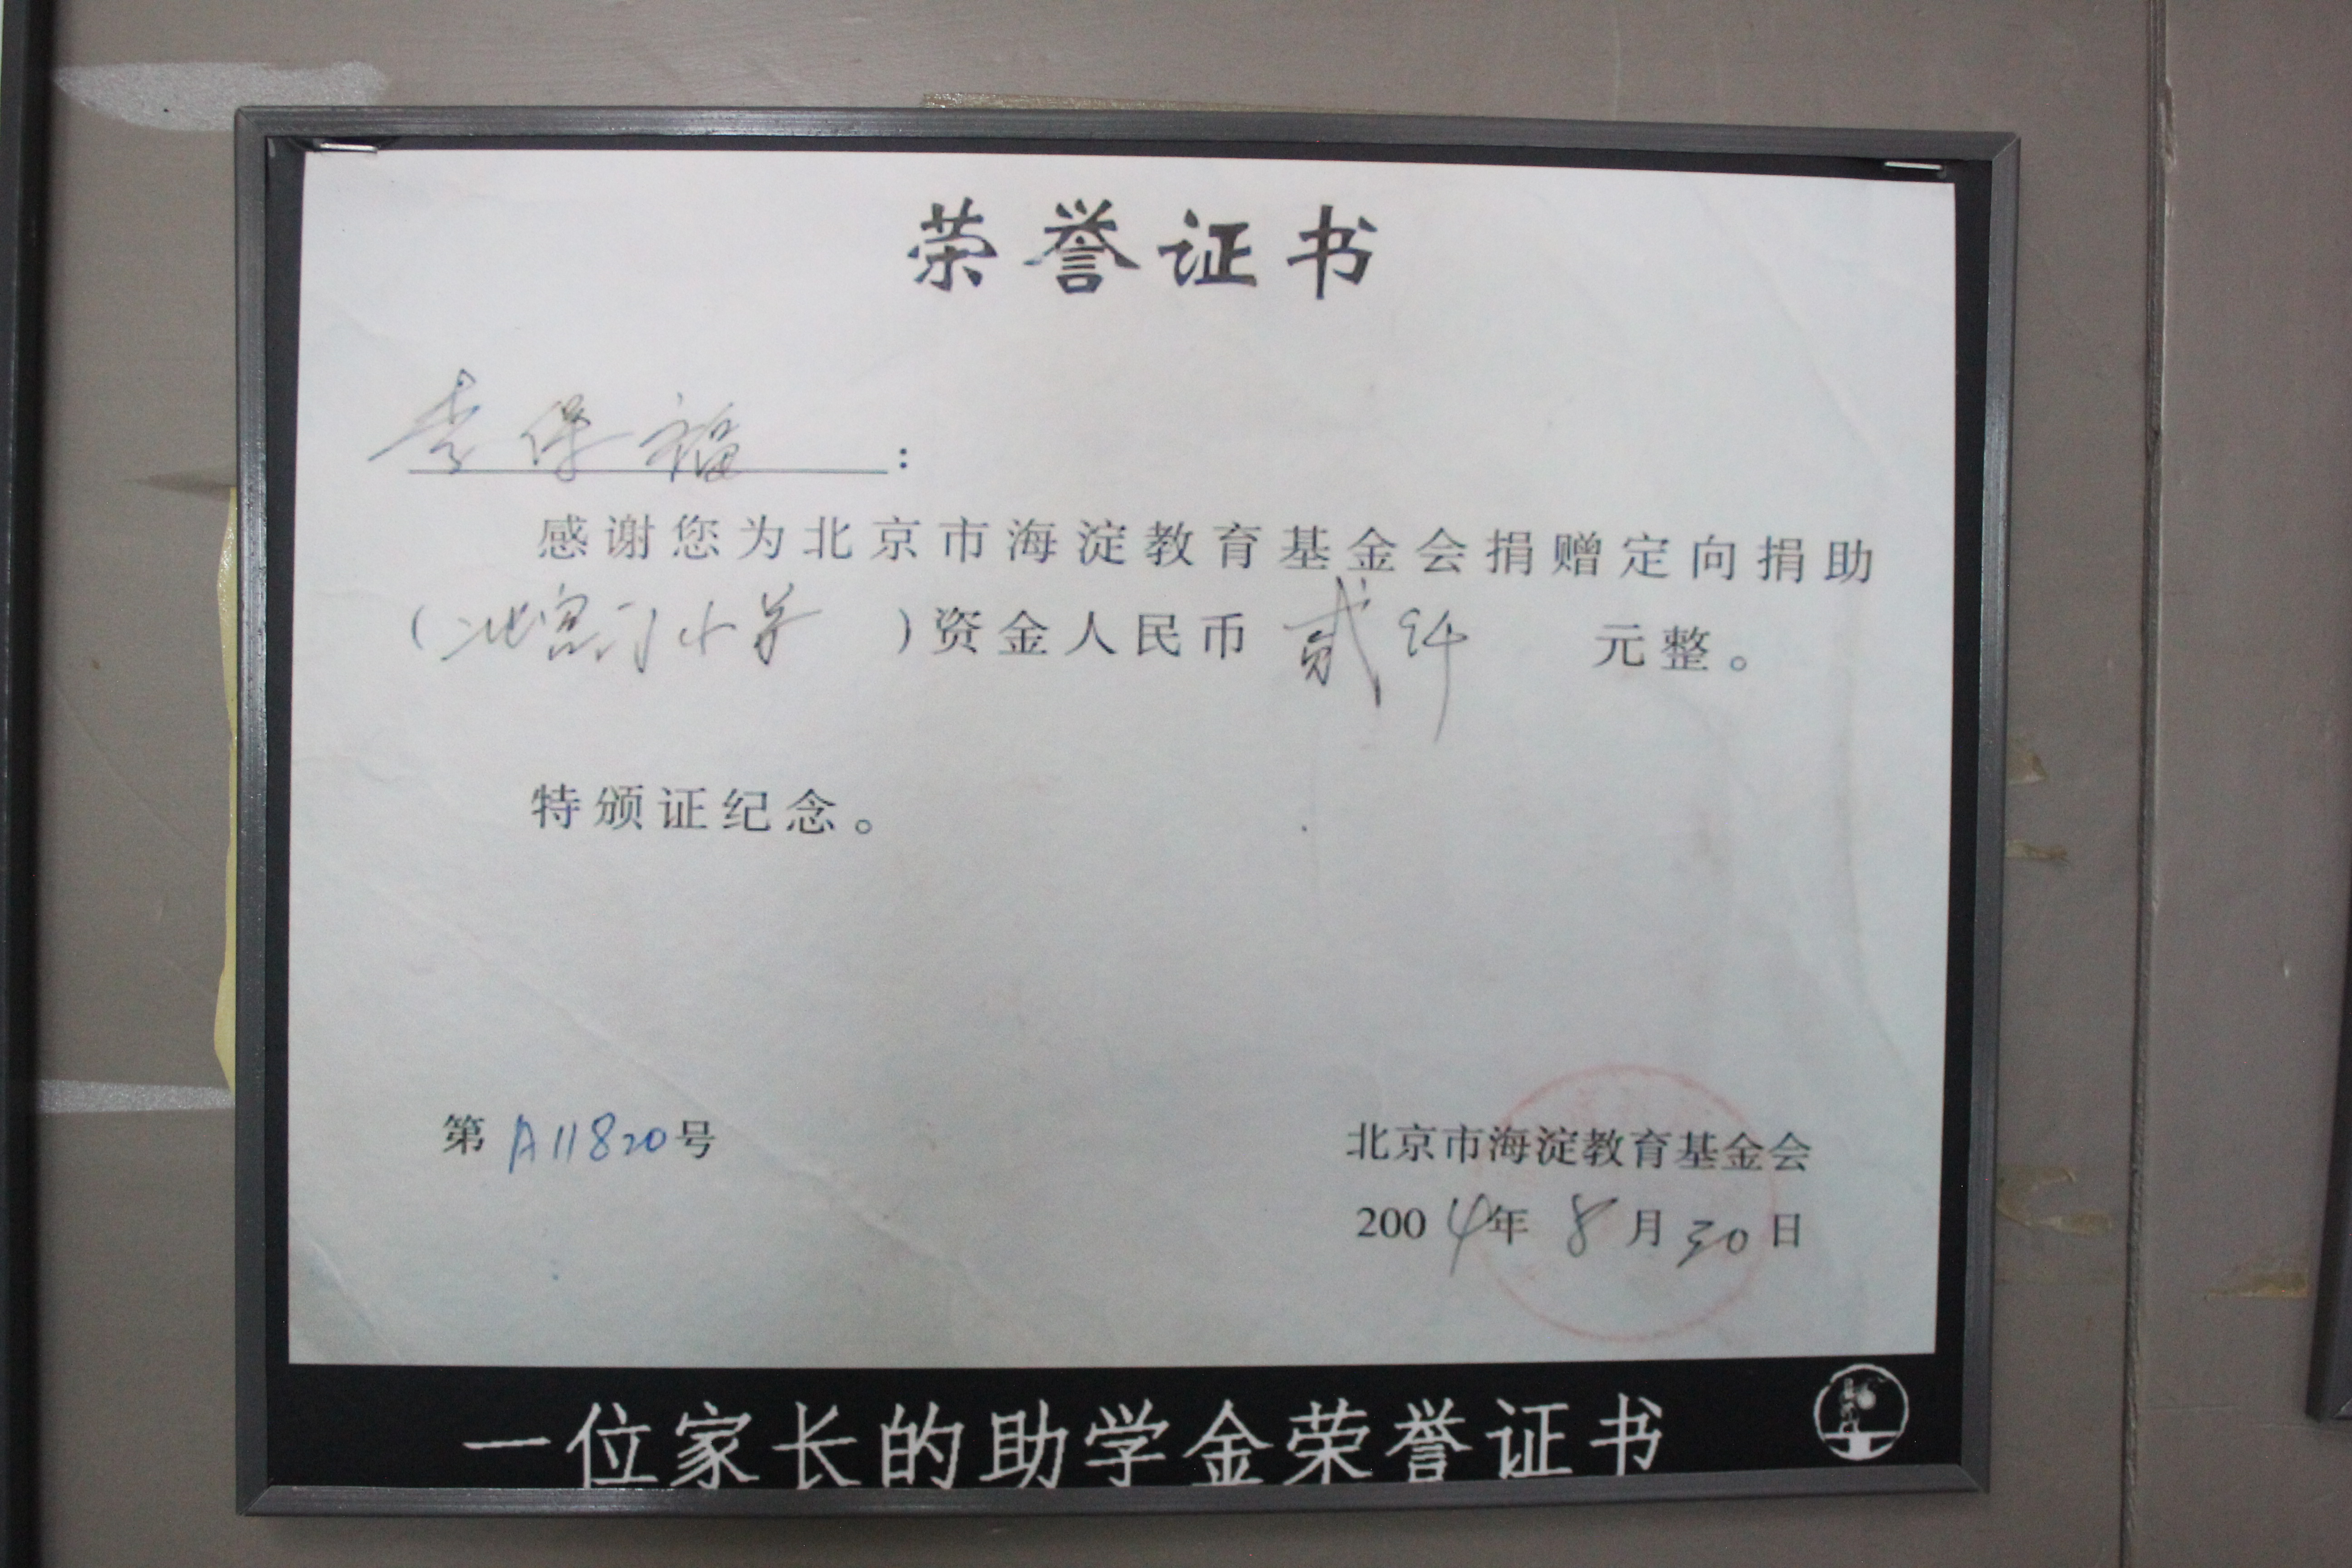 荣誉证书
李保福：
感谢您为北京市海淀教育基金会捐赠定向捐助
（北宫门小学）资金人民币贰仟元整。
特颁证纪念。
第A11820号
北京市海淀教育基金会
2004年8月30日
一位家长的助学金荣誉证书